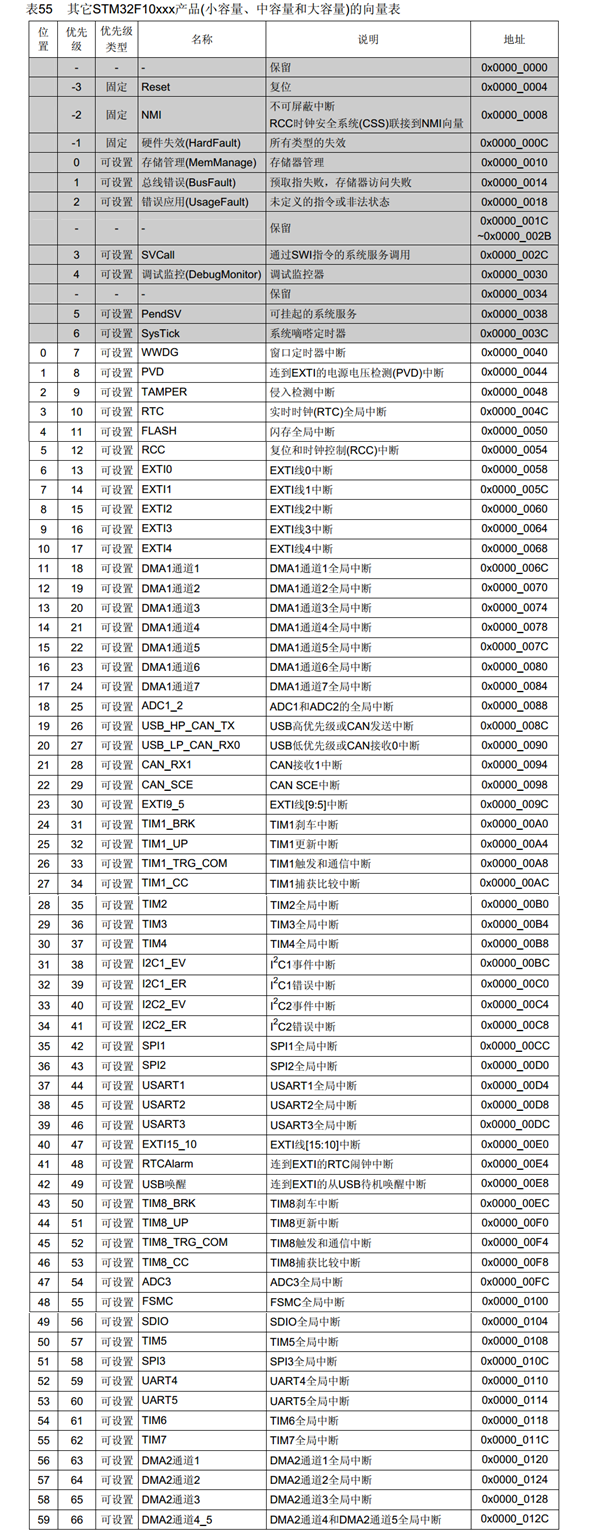 表55 其它STM32F10xxx产品(小容量、中容量和大容量)的向量表
位置 优先级 优先级类型 名称 说明 地址
- - - 保留 0x0000_0000
-3 固定 Reset 复位 0x0000_0004
-2 固定 NMI 不可屏蔽中断 RCC时钟安全系统(CSS)联接到NMI向量 0x0000_0008
-1 固定 硬件失效(HardFault) 所有类型的失效 0x0000_000C
0 可设置 存储管理(MemManage) 存储器管理 0x0000_0010
1 可设置 总线错误(BusFault) 预取指失败，存储器访问失败 0x0000_0014
2 可设置 错误应用(UsageFault) 未定义的指令或非法状态 0x0000_0018
- - - 保留 0x0000_001C ~0x0000_002B
3 可设置 SVCall 通过SWI指令的系统服务调用 0x0000_002C
4 可设置 调试监控(DebugMonitor) 调试监控器 0x0000_0030
- - - 保留 0x0000_0034
5 可设置 PendSV 可挂起的系统服务 0x0000_0038
6 可设置 SysTick 系统嘀嗒定时器 0x0000_003C
0 7 可设置 WWDG 窗口定时器中断 0x0000_0040
1 8 可设置 PVD 连到EXTI的电源电压检测(PVD)中断 0x0000_0044
2 9 可设置 TAMPER 侵入检测中断 0x0000_0048
3 10 可设置 RTC 实时时钟(RTC)全局中断 0x0000_004C
4 11 可设置 FLASH 闪存全局中断 0x0000_0050
5 12 可设置 RCC 复位和时钟控制(RCC)中断 0x0000_0054
6 13 可设置 EXTI0 EXTI线0中断 0x0000_0058
7 14 可设置 EXTI1 EXTI线1中断 0x0000_005C
8 15 可设置 EXTI2 EXTI线2中断 0x0000_0060
9 16 可设置 EXTI3 EXTI线3中断 0x0000_0064
10 17 可设置 EXTI4 EXTI线4中断 0x0000_0068
11 18 可设置 DMA1通道1 DMA1通道1全局中断 0x0000_006C
12 19 可设置 DMA1通道2 DMA1通道2全局中断 0x0000_0070
13 20 可设置 DMA1通道3 DMA1通道3全局中断 0x0000_0074
14 21 可设置 DMA1通道4 DMA1通道4全局中断 0x0000_0078
15 22 可设置 DMA1通道5 DMA1通道5全局中断 0x0000_007C
16 23 可设置 DMA1通道6 DMA1通道6全局中断 0x0000_0080
17 24 可设置 DMA1通道7 DMA1通道7全局中断 0x0000_0084
18 25 可设置 ADC1_2 ADC1和ADC2的全局中断 0x0000_0088
19 26 可设置 USB_HP_CAN_TX USB高优先级或CAN发送中断 0x0000_008C
20 27 可设置 USB_LP_CAN_RX0 USB低优先级或CAN接收0中断 0x0000_0090
21 28 可设置 CAN_RX1 CAN接收1中断 0x0000_0094
22 29 可设置 CAN_SCE CAN SCE中断 0x0000_0098
23 30 可设置 EXTI9_5 EXTI线[9:5]中断 0x0000_009C
24 31 可设置 TIM1_BRK TIM1刹车中断 0x0000_00A0
25 32 可设置 TIM1_UP TIM1更新中断 0x0000_00A4
26 33 可设置 TIM1_TRG_COM TIM1触发和通信中断 0x0000_00A8
27 34 可设置 TIM1_CC TIM1捕获比较中断 0x0000_00AC
28 35 可设置 TIM2 TIM2全局中断 0x0000_00B0
29 36 可设置 TIM3 TIM3全局中断 0x0000_00B4
30 37 可设置 TIM4 TIM4全局中断 0x0000_00B8
31 38 可设置 I2C1_EV I²C1事件中断 0x0000_00BC
32 39 可设置 I2C1_ER I²C1错误中断 0x0000_00C0
33 40 可设置 I2C2_EV I²C2事件中断 0x0000_00C4
34 41 可设置 I2C2_ER I²C2错误中断 0x0000_00C8
35 42 可设置 SPI1 SPI1全局中断 0x0000_00CC
36 43 可设置 SPI2 SPI2全局中断 0x0000_00D0
37 44 可设置 USART1 USART1全局中断 0x0000_00D4
38 45 可设置 USART2 USART2全局中断 0x0000_00D8
39 46 可设置 USART3 USART3全局中断 0x0000_00DC
40 47 可设置 EXTI15_10 EXTI线[15:10]中断 0x0000_00E0
41 48 可设置 RTCAlarm 连到EXTI的RTC闹钟中断 0x0000_00E4
42 49 可设置 USB唤醒 连到EXTI的从USB待机唤醒中断 0x0000_00E8
43 50 可设置 TIM8_BRK TIM8刹车中断 0x0000_00EC
44 51 可设置 TIM8_UP TIM8更新中断 0x0000_00F0
45 52 可设置 TIM8_TRG_COM TIM8触发和通信中断 0x0000_00F4
46 53 可设置 TIM8_CC TIM8捕获比较中断 0x0000_00F8
47 54 可设置 ADC3 ADC3全局中断 0x0000_00FC
48 55 可设置 FSMC FSMC全局中断 0x0000_0100
49 56 可设置 SDIO SDIO全局中断 0x0000_0104
50 57 可设置 TIM5 TIM5全局中断 0x0000_0108
51 58 可设置 SPI3 SPI3全局中断 0x0000_010C
52 59 可设置 UART4 UART4全局中断 0x0000_0110
53 60 可设置 UART5 UART5全局中断 0x0000_0114
54 61 可设置 TIM6 TIM6全局中断 0x0000_0118
55 62 可设置 TIM7 TIM7全局中断 0x0000_011C
56 63 可设置 DMA2通道1 DMA2通道1全局中断 0x0000_0120
57 64 可设置 DMA2通道2 DMA2通道2全局中断 0x0000_0124
58 65 可设置 DMA2通道3 DMA2通道3全局中断 0x0000_0128
59 66 可设置 DMA2通道4_5 DMA2通道4和DMA2通道5全局中断 0x0000_012C